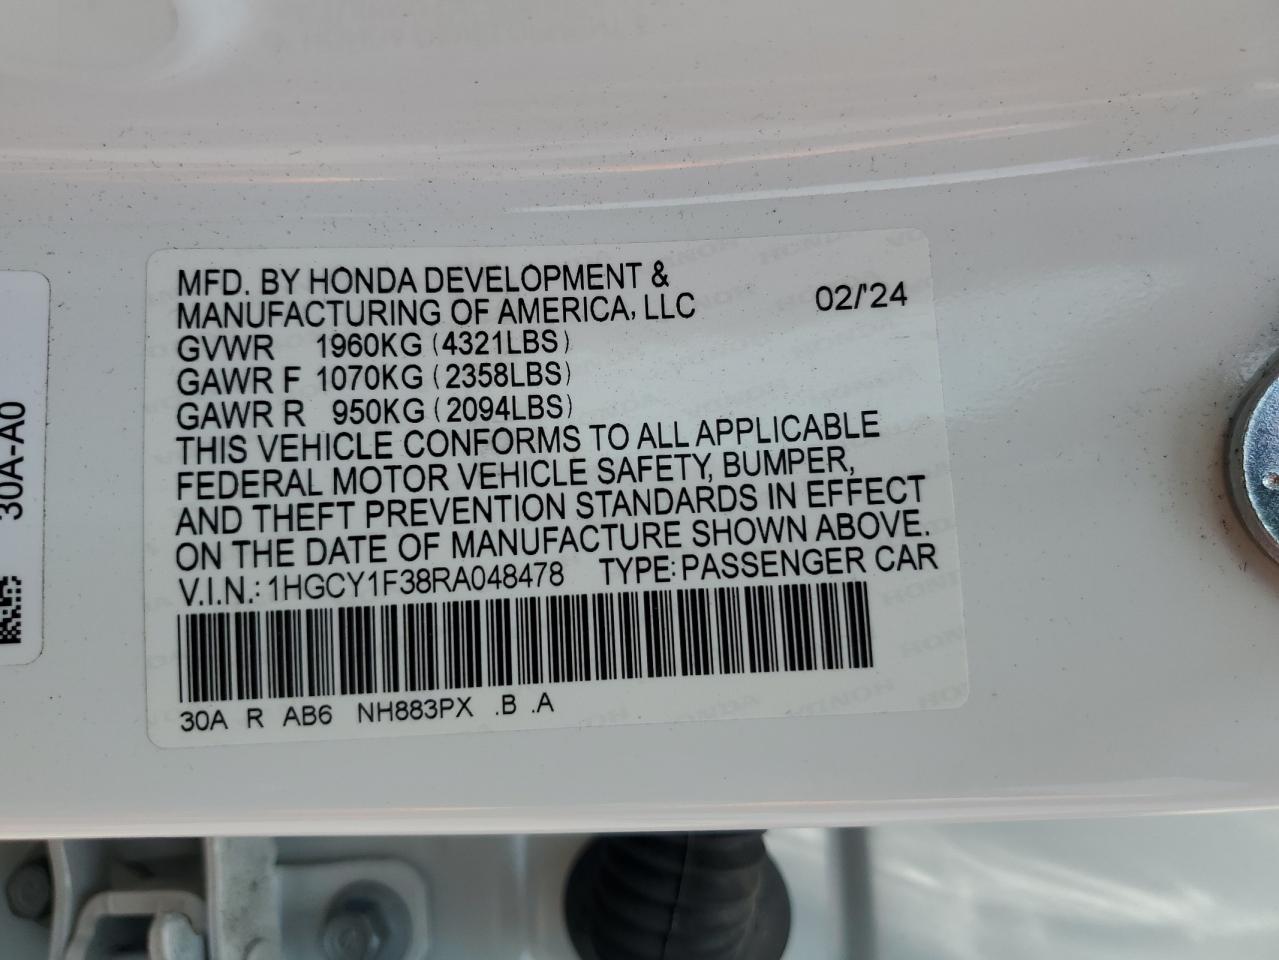 MFD. BY HONDA DEVELOPMENT &
MANUFACTURING OF AMERICA, LLC 02/'24
GVWR 1960KG (4321LBS)
GAWR F 1070KG (2358LBS)
GAWR R 950KG (2094LBS)
THIS VEHICLE CONFORMS TO ALL APPLICABLE
FEDERAL MOTOR VEHICLE SAFETY, BUMPER,
AND THEFT PREVENTION STANDARDS IN EFFECT
ON THE DATE OF MANUFACTURE SHOWN ABOVE.
V.I.N.: 1HGCY1F38RA048478 TYPE: PASSENGER CAR
30A R AB6 NH883PX .B .A
30A-A0